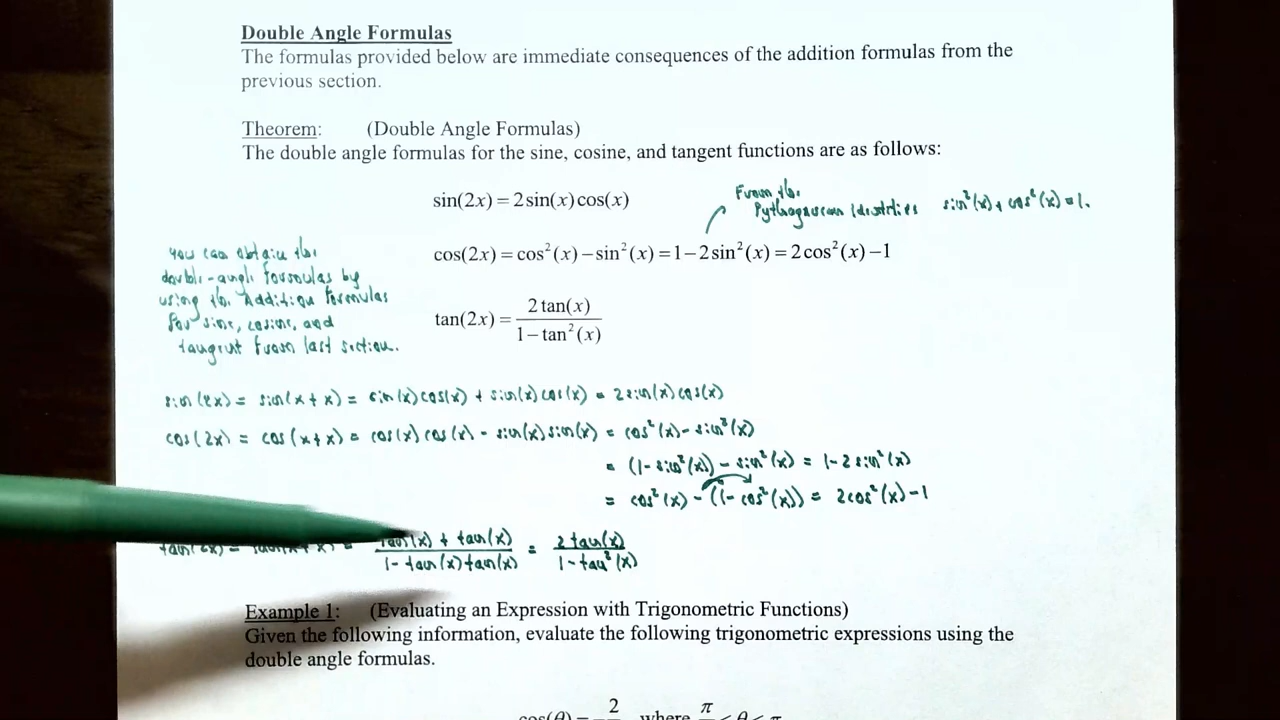 Double Angle Formulas
The formulas provided below are immediate consequences of the addition formulas from the
previous section.
Theorem: (Double Angle Formulas)
The double angle formulas for the sine, cosine, and tangent functions are as follows:
sin(2x) = 2sin(x)cos(x)
From the
Pythagorean Identities sin²(x) + cos²(x) = 1.
cos(2x) = cos²(x) − sin²(x) = 1 − 2sin²(x) = 2cos²(x) − 1
You can obtain the
double-angle formulas by
using the Addition Formulas
for sine, cosine, and
tangent from last section.
tan(2x) = 2tan(x) / 1 − tan²(x)
sin(2x) = sin(x + x) = sin(x)cos(x) + sin(x)cos(x) = 2sin(x)cos(x)
cos(2x) = cos(x+x) = cos(x)cos(x) - sin(x)sin(x) = cos²(x) - sin²(x)
= (1 - sin²(x)) - sin²(x) = 1 - 2sin²(x)
= cos²(x) - (1 - cos²(x)) = 2cos²(x) - 1
tan(2x) = tan(x+x) = tan(x) + tan(x) / 1 - tan(x)tan(x) = 2tan(x) / 1 - tan²(x)
Example 1: (Evaluating an Expression with Trigonometric Functions)
Given the following information, evaluate the following trigonometric expressions using the
double angle formulas.
cos(θ) = 2 where π < θ < π